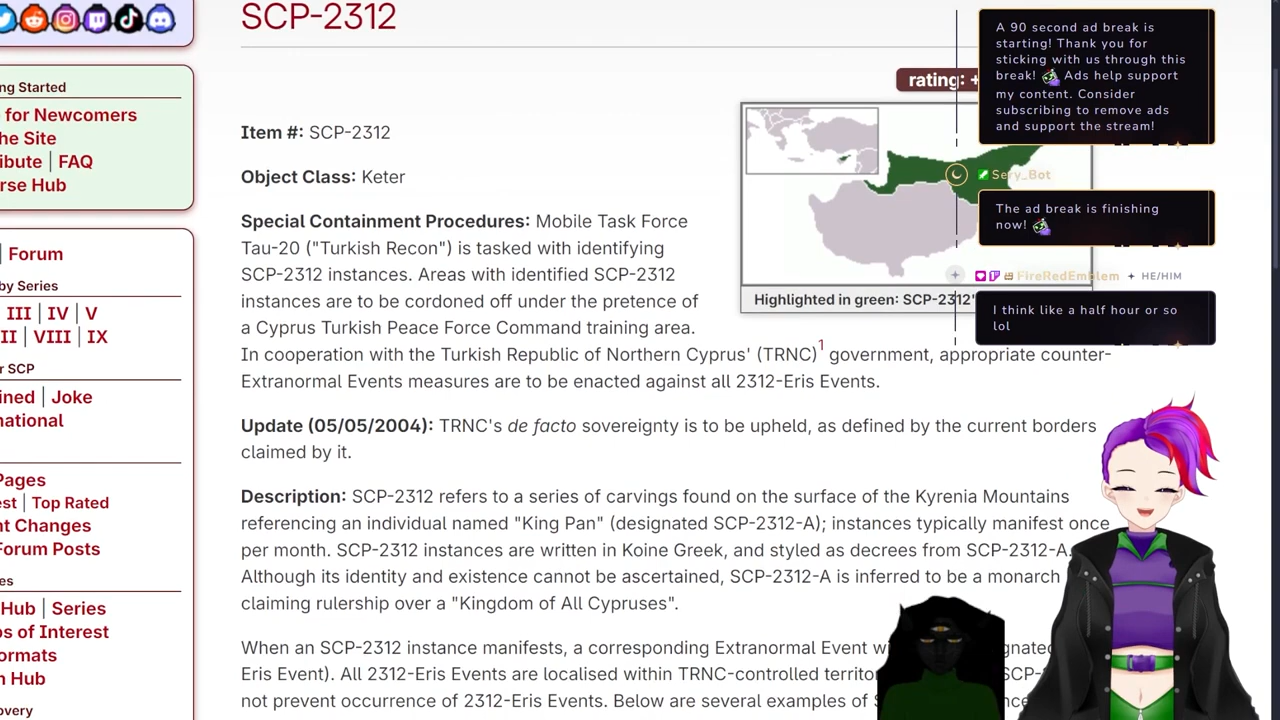 SCP-2312
ng Started
for Newcomers
he Site
ibute | FAQ
rse Hub
| Forum
by Series
III | IV | V
II | VIII | IX
r SCP
ined | Joke
national
Pages
est | Top Rated
nt Changes
Forum Posts
es
Hub | Series
ps of Interest
ormats
n Hub
overy
rating: +
Item #: SCP-2312
Object Class: Keter
Special Containment Procedures: Mobile Task Force
Tau-20 ("Turkish Recon") is tasked with identifying
SCP-2312 instances. Areas with identified SCP-2312
instances are to be cordoned off under the pretence of
a Cyprus Turkish Peace Force Command training area.
In cooperation with the Turkish Republic of Northern Cyprus' (TRNC)1 government, appropriate counter-
Extranormal Events measures are to be enacted against all 2312-Eris Events.
Highlighted in green: SCP-2312'
Update (05/05/2004): TRNC's de facto sovereignty is to be upheld, as defined by the current borders
claimed by it.
Description: SCP-2312 refers to a series of carvings found on the surface of the Kyrenia Mountains
referencing an individual named "King Pan" (designated SCP-2312-A); instances typically manifest once
per month. SCP-2312 instances are written in Koine Greek, and styled as decrees from SCP-2312-A.
Although its identity and existence cannot be ascertained, SCP-2312-A is inferred to be a monarch
claiming rulership over a "Kingdom of All Cypruses".
When an SCP-2312 instance manifests, a corresponding Extranormal Event wi gnated
Eris Event). All 2312-Eris Events are localised within TRNC-controlled territor SCP-
not prevent occurrence of 2312-Eris Events. Below are several examples of S nce
A 90 second ad break is
starting! Thank you for
sticking with us through this
break! Ads help support
my content. Consider
subscribing to remove ads
and support the stream!
Sery_Bot
The ad break is finishing
now!
FireRedEmblem HE/HIM
I think like a half hour or so
lol